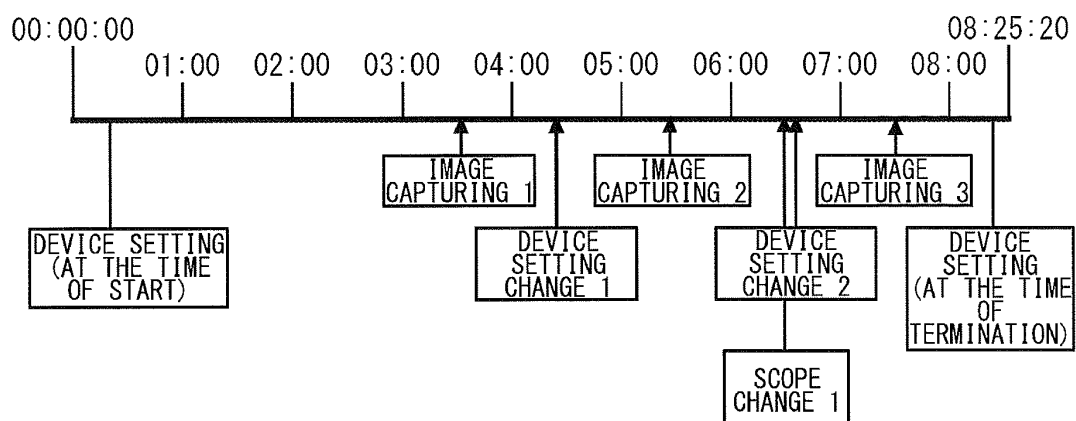 00:00:00
08:25:20
01:00
02:00
03:00
04:00
05:00
06:00
07:00
08:00
IMAGE
CAPTURING 1
IMAGE
CAPTURING 2
IMAGE
CAPTURING 3
DEVICE SETTING
(AT THE TIME
OF START)
DEVICE
SETTING
CHANGE 1
DEVICE
SETTING
CHANGE 2
DEVICE
SETTING
(AT THE TIME
OF
TERMINATION)
SCOPE
CHANGE 1